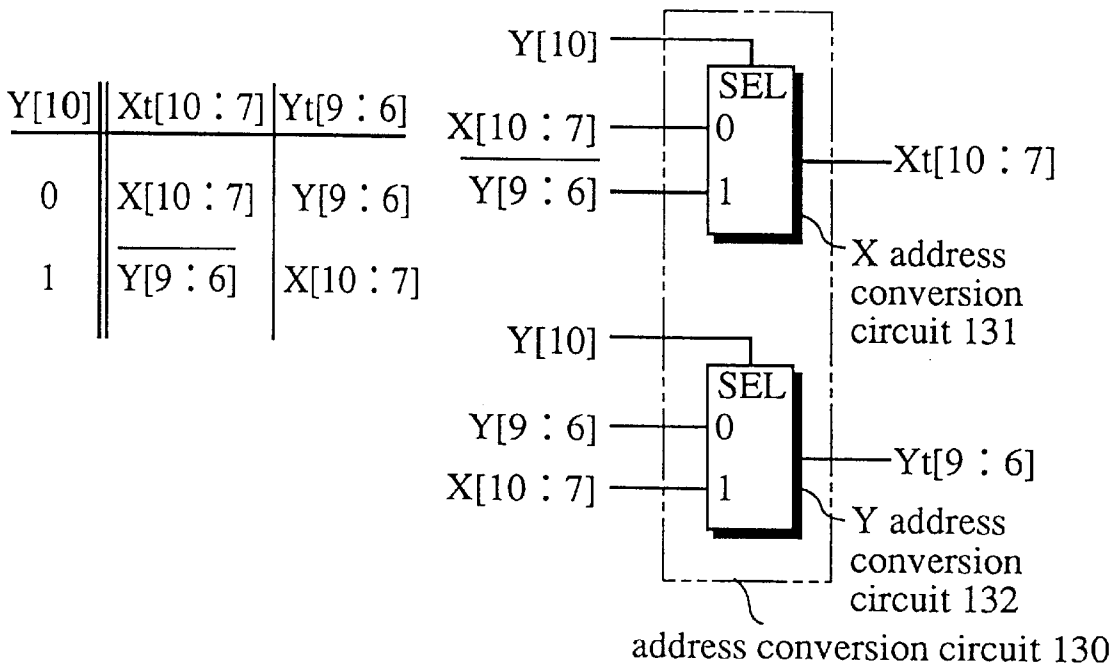 Y[10] Xt[10 : 7] Yt[9 : 6]
0 X[10 : 7] Y[9 : 6]
1 Y̅[̅9̅ ̅:̅ ̅6̅]̅ X[10 : 7]
Y[10]
SEL
X[10 : 7] 0
Y̅[̅9̅ ̅:̅ ̅6̅]̅ 1
Xt[10 : 7]
X address
conversion
circuit 131
Y[10]
SEL
Y[9 : 6] 0
X[10 : 7] 1
Yt[9 : 6]
Y address
conversion
circuit 132
address conversion circuit 130